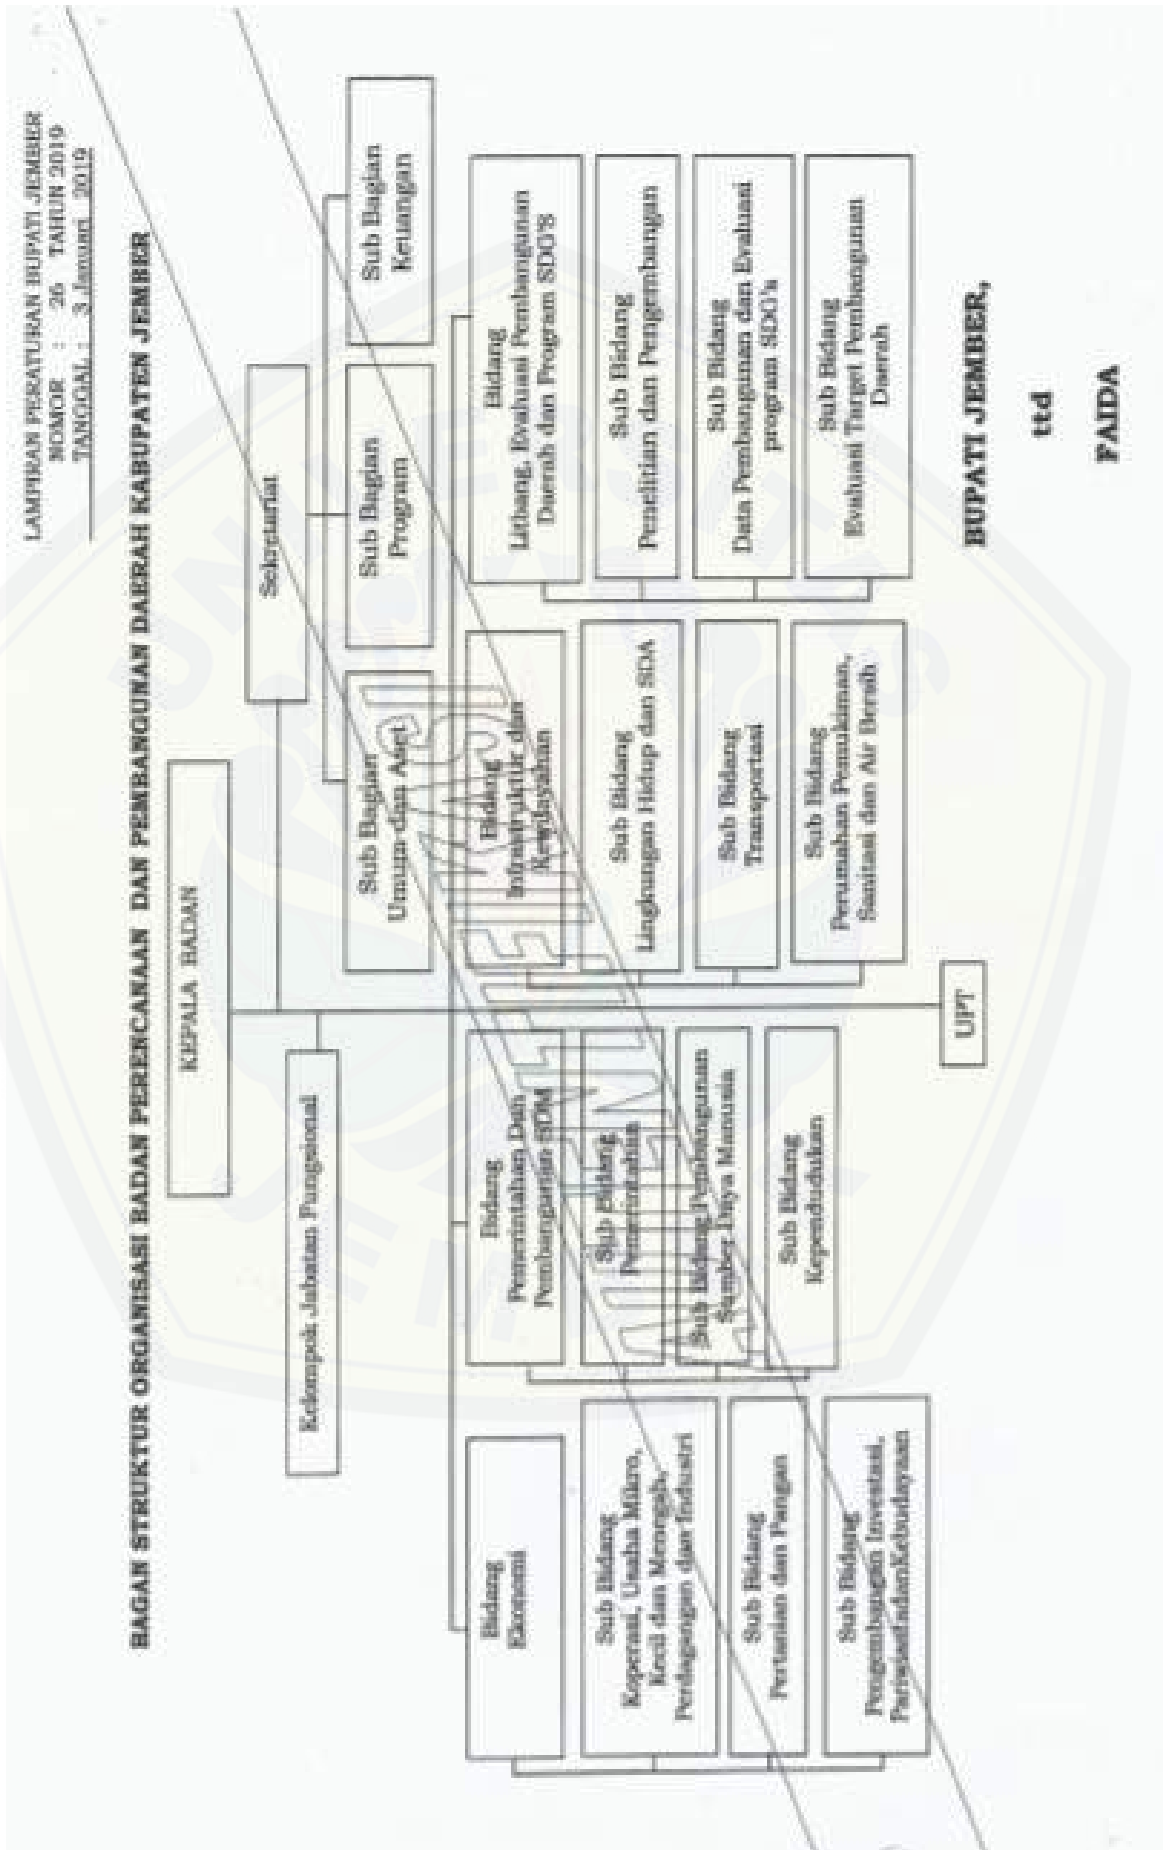 LAMPIRAN PERATURAN BUPATI JEMBER
NOMOR : 26 TAHUN 2019
TANGGAL : 3 Januari 2019
BAGAN STRUKTUR ORGANISASI BADAN PERENCANAAN DAN PEMBANGUNAN DAERAH KABUPATEN JEMBER
KEPALA BADAN
Sekretariat
Kelompok Jabatan Fungsional
Sub Bagian
Umum dan Aset
Sub Bagian
Program
Sub Bagian
Keuangan
Bidang
Ekonomi
Sub Bidang
Koperasi, Usaha Mikro,
Kecil dan Menegah,
Perdagangan dan Industri
Sub Bidang
Pertanian dan Pangan
Sub Bidang
Pengembangan Investasi,
PariwisatadanKebudayaan
Bidang
Pemerintahan Dan
Pembangunan SDM
Sub Bidang
Pemerintahan
Sub Bidang Pembangunan
Sumber Daya Manusia
Sub Bidang
Kependudukan
Bidang
Infrastruktur dan
Kewilayahan
Sub Bidang
Lingkungan Hidup dan SDA
Sub Bidang
Transportasi
Sub Bidang
Perumahan Pemukiman,
Sanitasi dan Air Bersih
Bidang
Litbang, Evaluasi Pembangunan
Daerah dan Program SDG'S
Sub Bidang
Penelitian dan Pengembangan
Sub Bidang
Data Pembangunan dan Evaluasi
program SDG's
Sub Bidang
Evaluasi Target Pembangunan
Daerah
UPT
BUPATI JEMBER,
ttd
FAIDA